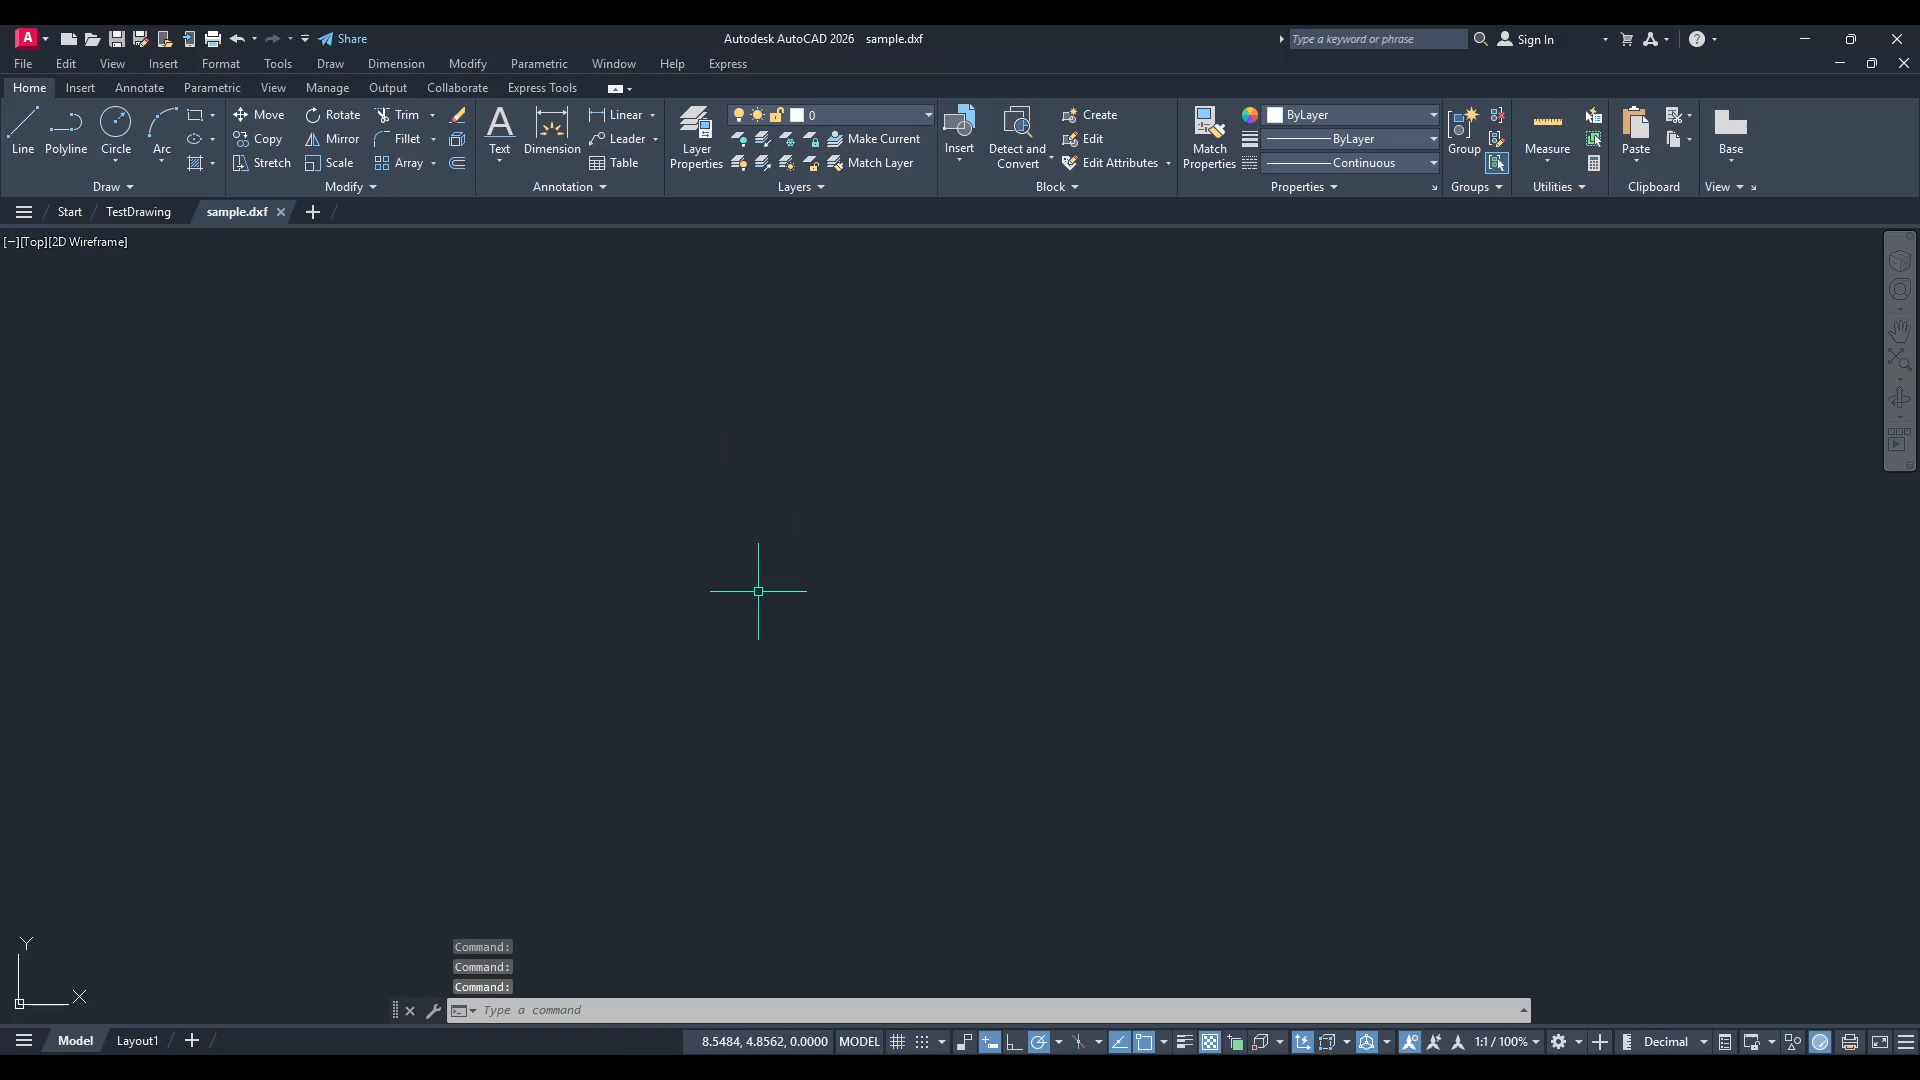 A Share Autodesk AutoCAD 2026 sample.dxf Type a keyword or phrase Sign In
File Edit View Insert Format Tools Draw Dimension Modify Parametric Window Help Express
Home Insert Annotate Parametric View Manage Output Collaborate Express Tools
Line Polyline Circle Arc
Move Rotate Trim
Copy Mirror Fillet
Stretch Scale Array
A Text Dimension
Linear
Leader
Table
Layer Properties
0
Make Current
Match Layer
Insert
Detect and Convert
Create
Edit
Edit Attributes
Match Properties
ByLayer
ByLayer
Continuous
Group
Measure
Paste
Base
Draw Modify Annotation Layers Block Properties Groups Utilities Clipboard View
Start TestDrawing sample.dxf
[−][Top][2D Wireframe]
Y
X
Command:
Command:
Command:
Type a command
Model Layout1 8.5484, 4.8562, 0.0000 MODEL 1:1 / 100% Decimal